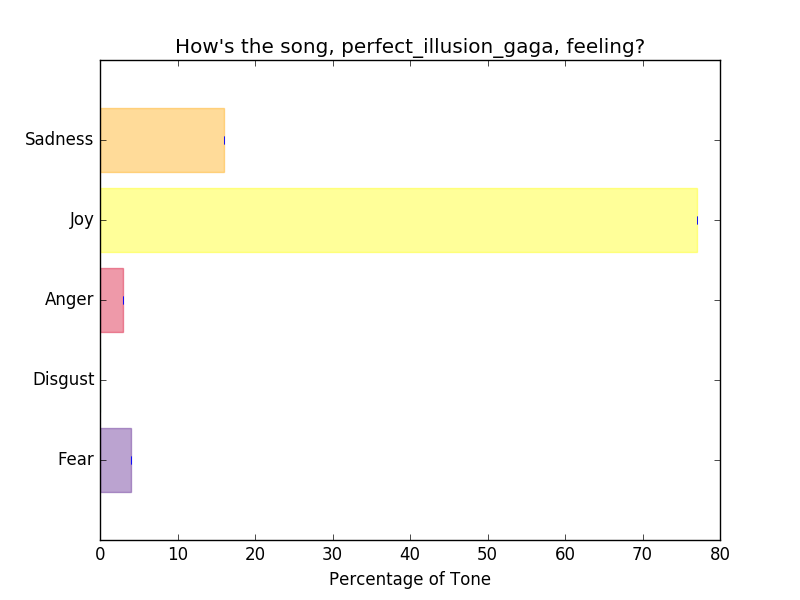 How's the song, perfect_illusion_gaga, feeling?
Sadness
Joy
Anger
Disgust
Fear
0 10 20 30 40 50 60 70 80
Percentage of Tone